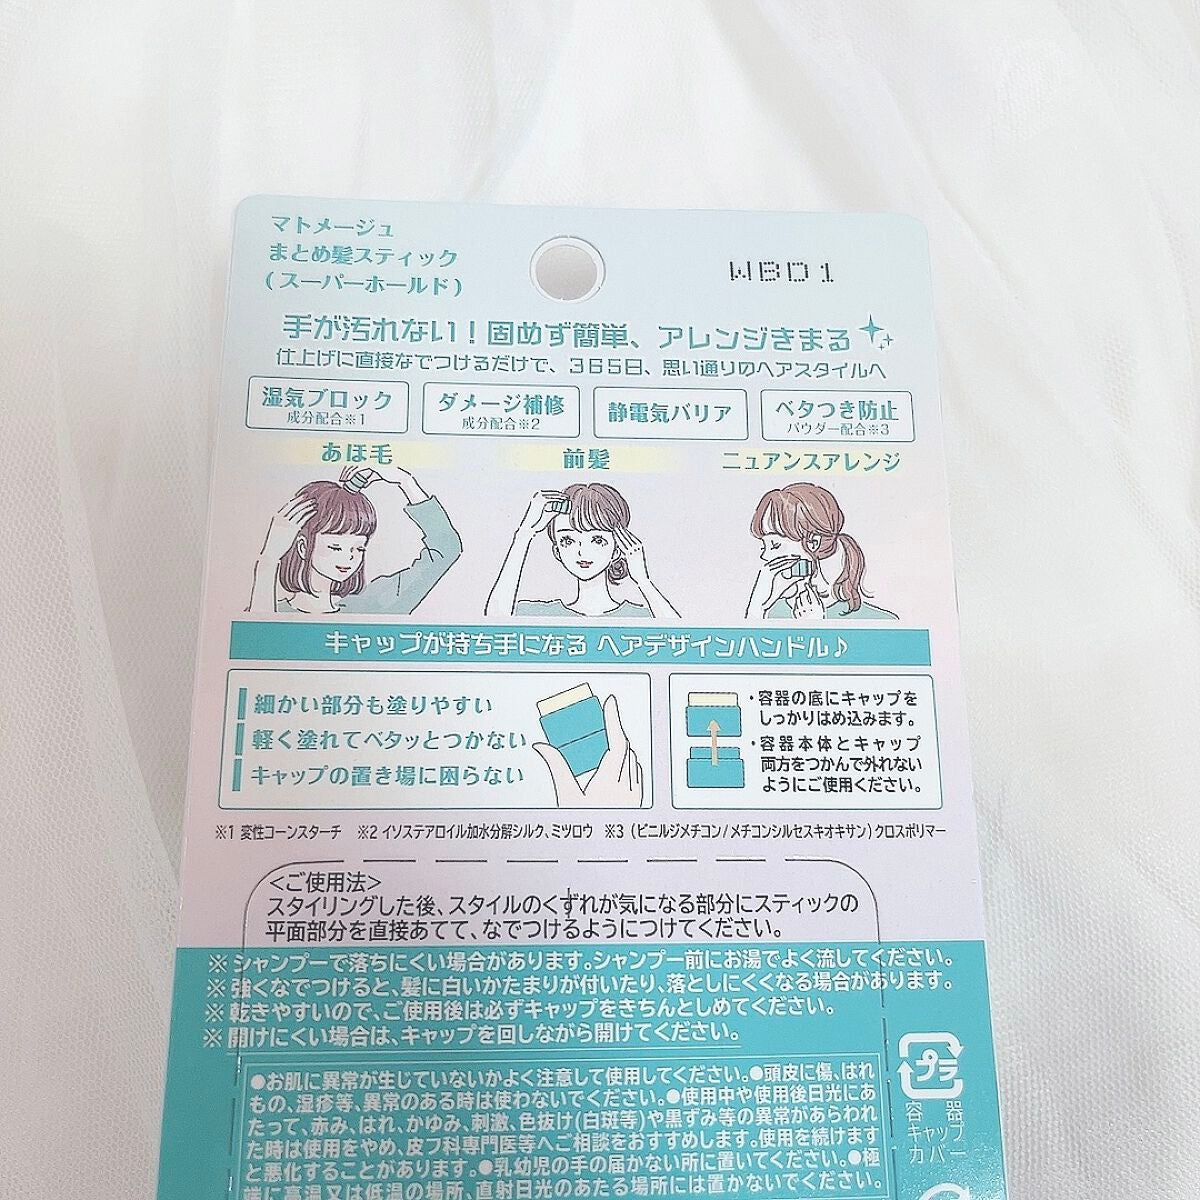 マトメージュ
まとめ髪スティック
(スーパーホールド)
WBD1
手が汚れない!固めず簡単、アレンジきまる
仕上げに直接なでつけるだけで、365日、思い通りのヘアスタイルへ
湿気ブロック
成分配合※1
ダメージ補修
成分配合※2
静電気バリア
ベタつき防止
パウダー配合※3
あほ毛
前髪
ニュアンスアレンジ
キャップが持ち手になる ヘアデザインハンドル♪
細かい部分も塗りやすい
軽く塗れてベタッとつかない
キャップの置き場に困らない
・容器の底にキャップを
しっかりはめ込みます。
・容器本体とキャップ
両方をつかんで外れない
ようにご使用ください。
※1 変性コーンスターチ ※2 イソステアロイル加水分解シルク、ミツロウ ※3 (ビニルジメチコン/メチコンシルセスキオキサン)クロスポリマー
<ご使用法>
スタイリングした後、スタイルのくずれが気になる部分にスティックの
平面部分を直接あてて、なでつけるようにつけてください。
※シャンプーで落ちにくい場合があります。シャンプー前にお湯でよく流してください。
※強くなでつけると、髪に白いかたまりが付いたり、落としにくくなる場合があります。
※乾きやすいので、ご使用後は必ずキャップをきちんとしめてください。
※開けにくい場合は、キャップを回しながら開けてください。
●お肌に異常が生じていないかよく注意して使用してください。●頭皮に傷、はれ
もの、湿疹等、異常のある時は使わないでください。●使用中や使用後日光にあ
たって、赤み、はれ、かゆみ、刺激、色抜け(白斑等)や黒ずみ等の異常があらわれ
た時は使用をやめ、皮フ科専門医等へご相談をおすすめします。使用を続けます
と悪化することがあります。●乳幼児の手の届かない所に置いてください。●極
端に高温又は低温の場所、直射日光のあたる場所には置かないでください。
プラ
容器
キャップ
カバー